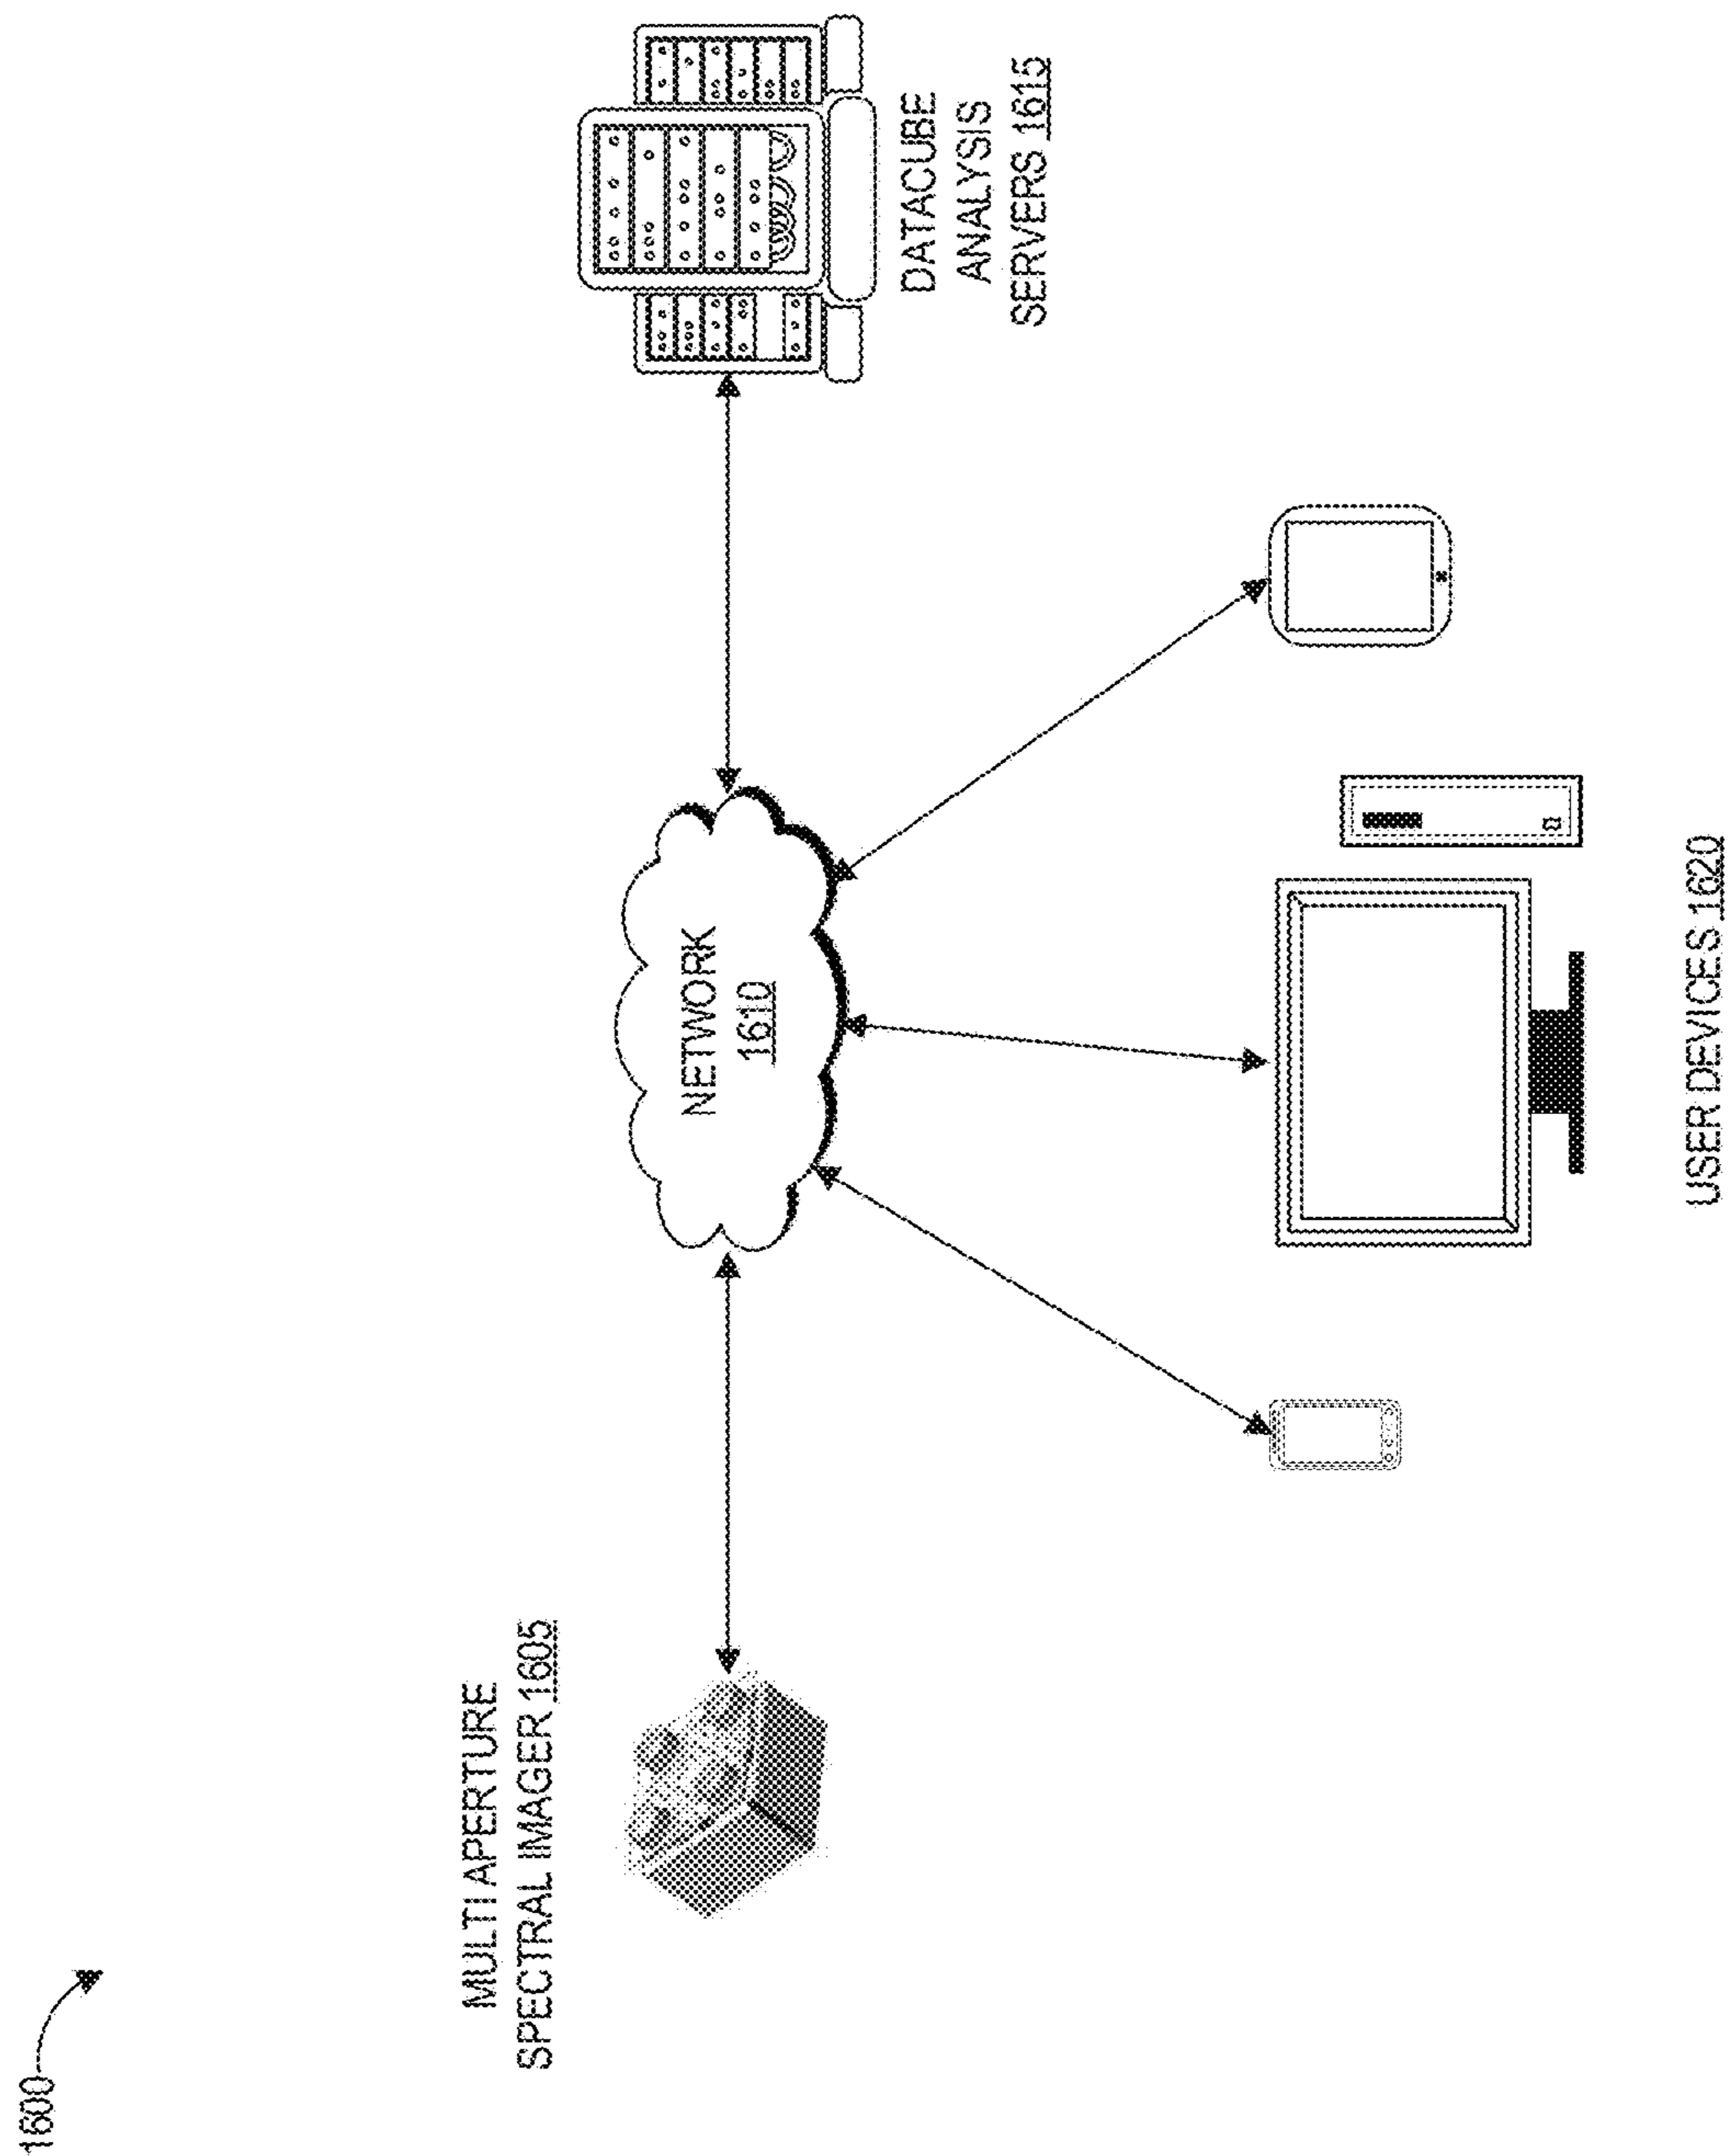 1600
MULTI APERTURE
SPECTRAL IMAGER 1605
NETWORK
1610
DATACUBE
ANALYSIS
SERVERS 1615
USER DEVICES 1620